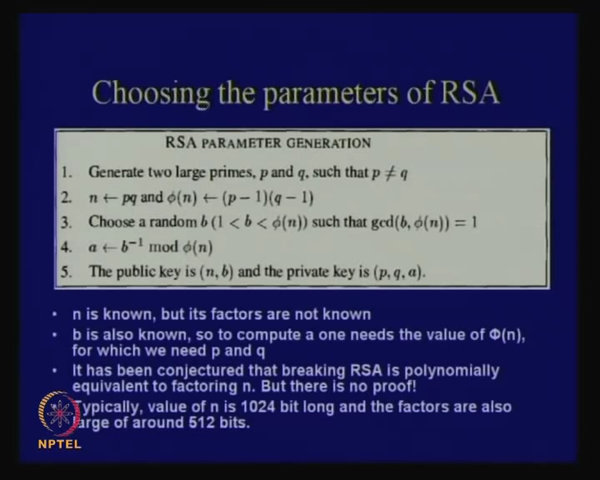 Choosing the parameters of RSA
RSA PARAMETER GENERATION
1. Generate two large primes, p and q, such that p ≠ q
2. n ← pq and ϕ(n) ← (p − 1)(q − 1)
3. Choose a random b (1 < b < ϕ(n)) such that gcd(b, ϕ(n)) = 1
4. a ← b⁻¹ mod ϕ(n)
5. The public key is (n, b) and the private key is (p, q, a).
• n is known, but its factors are not known
• b is also known, so to compute a one needs the value of Φ(n),
for which we need p and q
• It has been conjectured that breaking RSA is polynomially
equivalent to factoring n. But there is no proof!
Typically, value of n is 1024 bit long and the factors are also
large of around 512 bits.
NPTEL